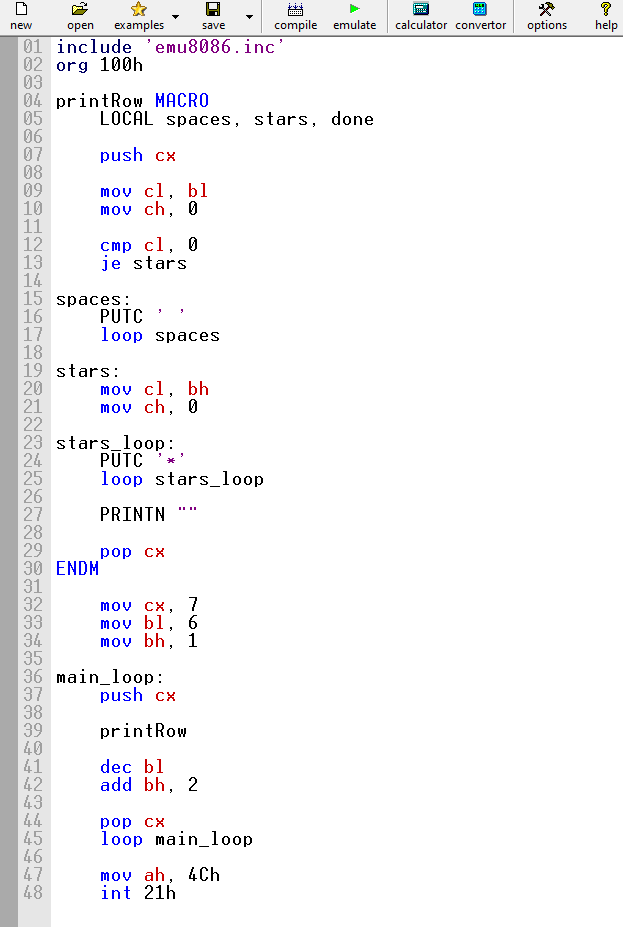 new open examples save compile emulate calculator convertor options help
01 include 'emu8086.inc'
02 org 100h
03
04 printRow MACRO
05     LOCAL spaces, stars, done
06
07     push cx
08
09     mov cl, bl
10     mov ch, 0
11
12     cmp cl, 0
13     je stars
14
15 spaces:
16     PUTC ' '
17     loop spaces
18
19 stars:
20     mov cl, bh
21     mov ch, 0
22
23 stars_loop:
24     PUTC '*'
25     loop stars_loop
26
27     PRINTN ""
28
29     pop cx
30 ENDM
31
32     mov cx, 7
33     mov bl, 6
34     mov bh, 1
35
36 main_loop:
37     push cx
38
39     printRow
40
41     dec bl
42     add bh, 2
43
44     pop cx
45     loop main_loop
46
47     mov ah, 4Ch
48     int 21h